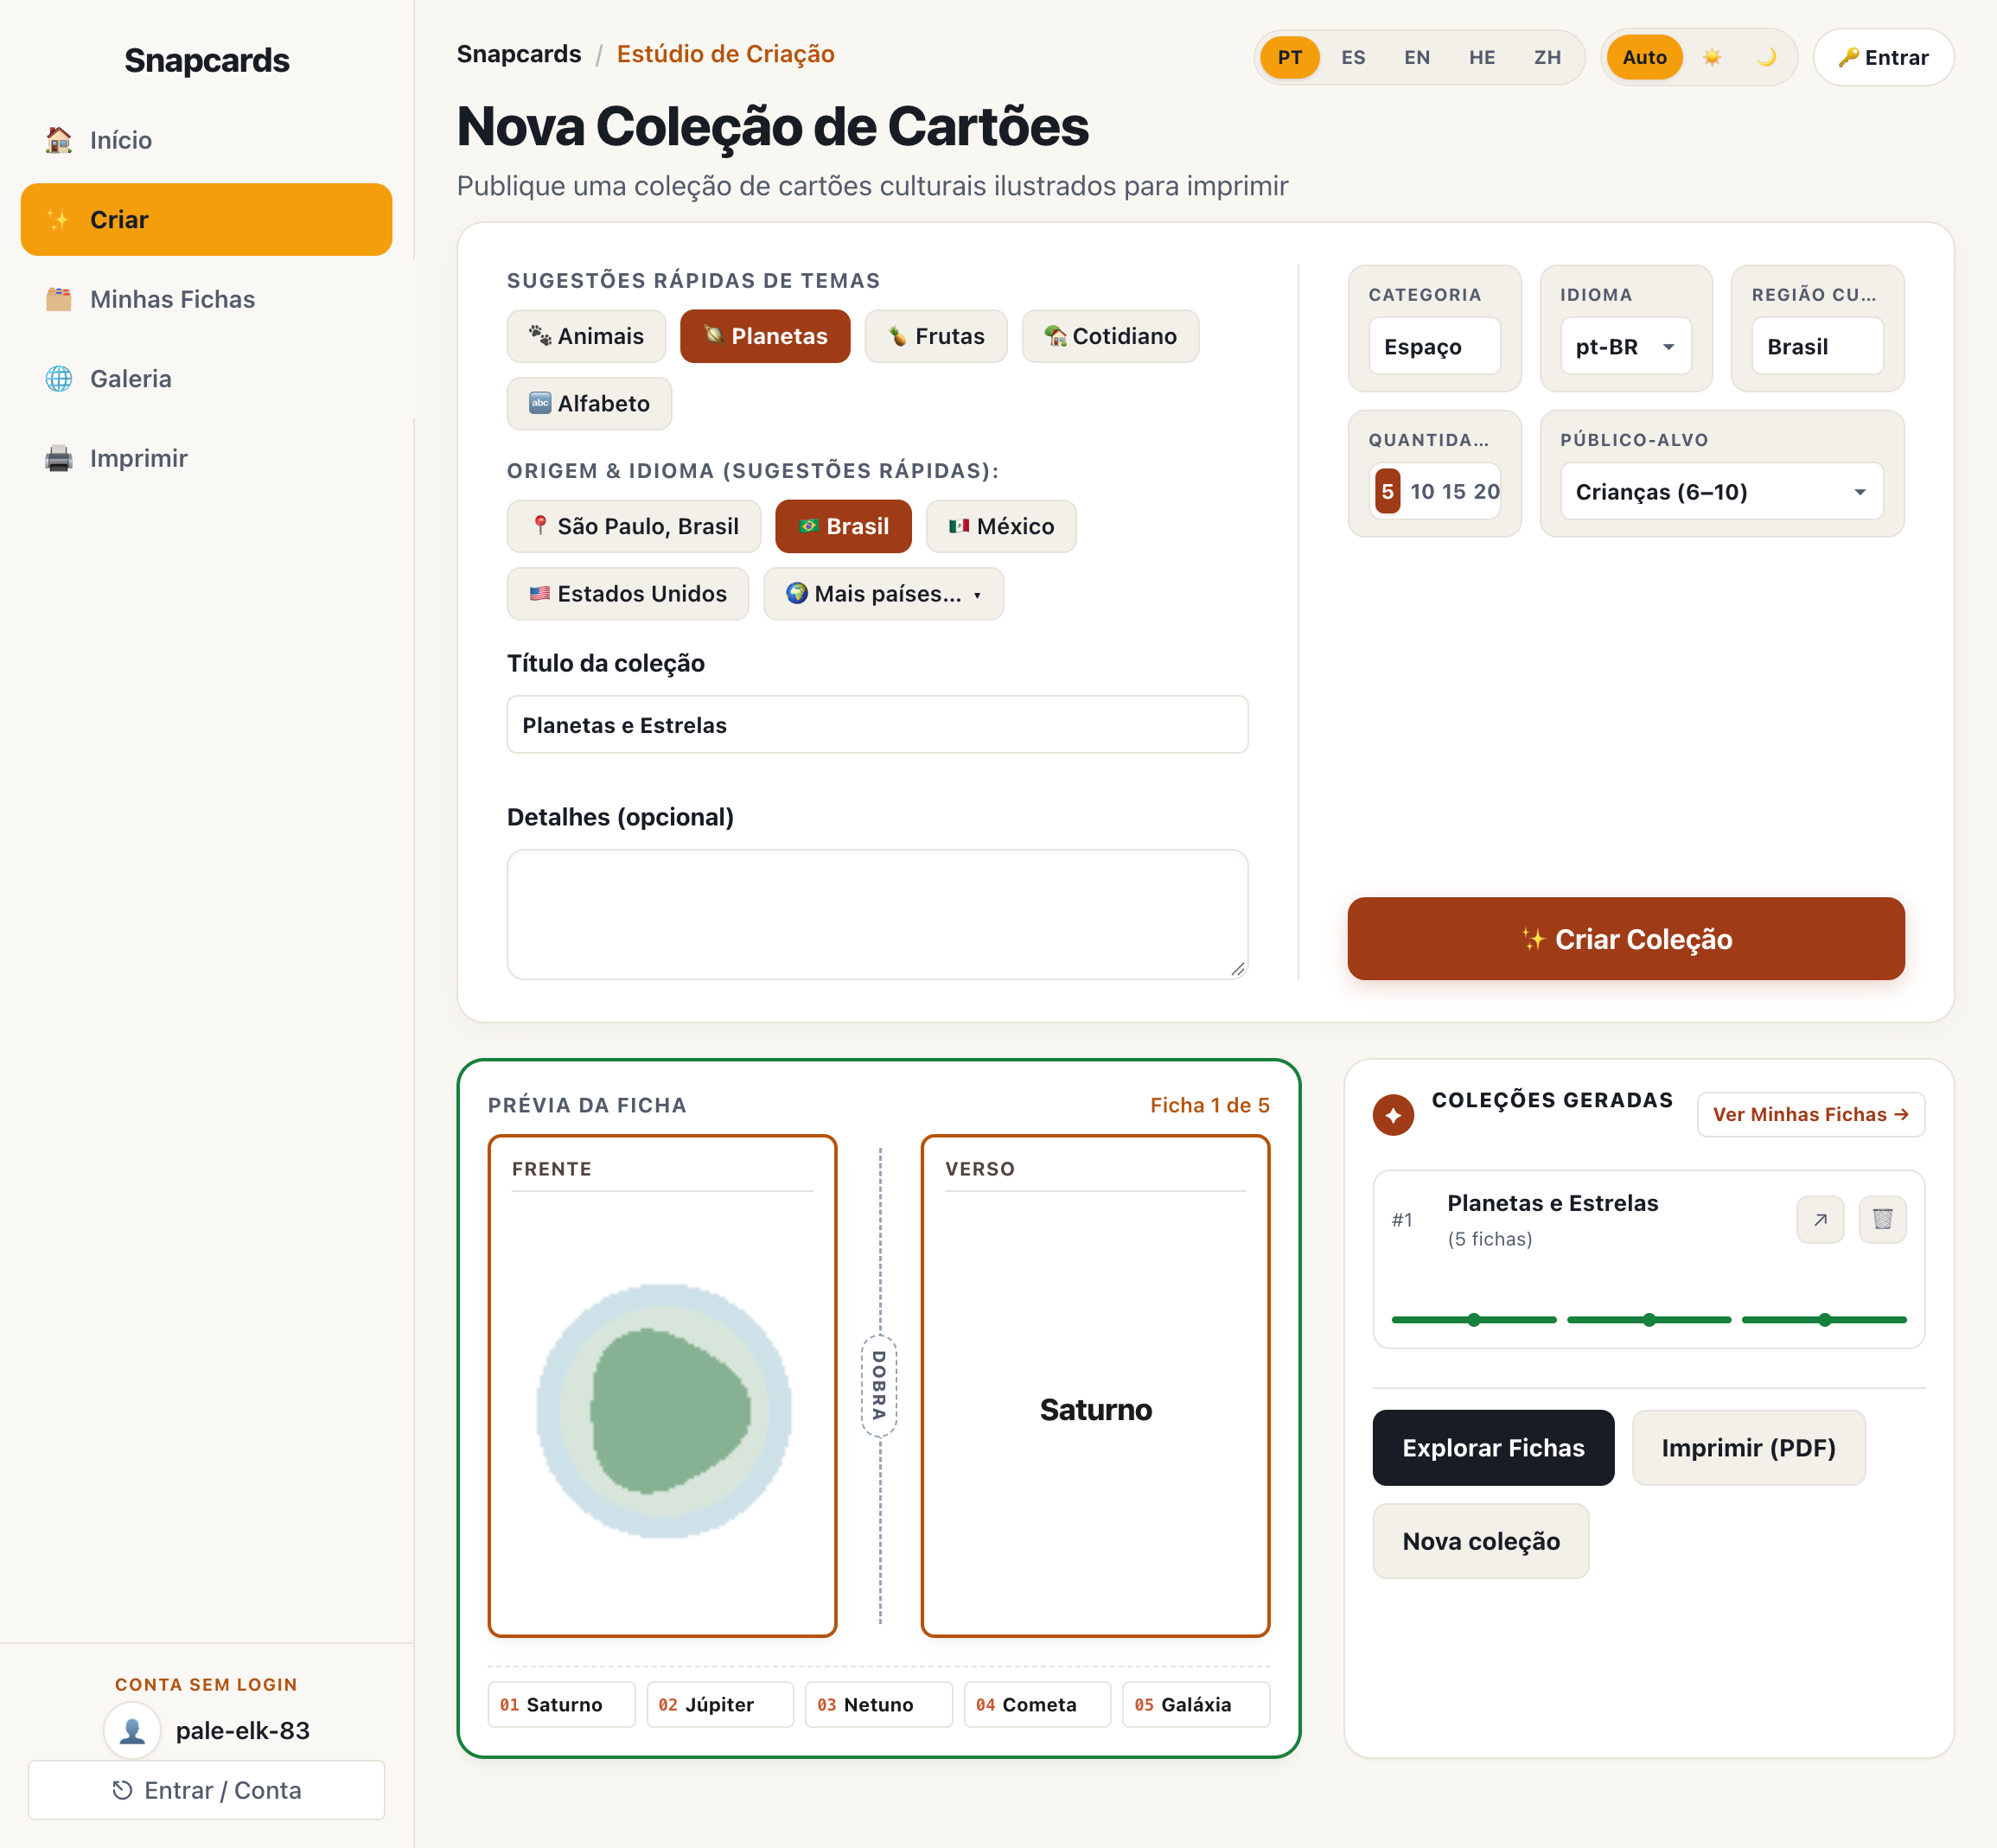 Snapcards
Início
Criar
Minhas Fichas
Galeria
Imprimir
CONTA SEM LOGIN
pale-elk-83
Entrar / Conta
Snapcards / Estúdio de Criação
PT ES EN HE ZH
Auto
Entrar
Nova Coleção de Cartões
Publique uma coleção de cartões culturais ilustrados para imprimir
SUGESTÕES RÁPIDAS DE TEMAS
Animais
Planetas
Frutas
Cotidiano
abc Alfabeto
ORIGEM & IDIOMA (SUGESTÕES RÁPIDAS):
São Paulo, Brasil
Brasil
México
Estados Unidos
Mais países...
Título da coleção
Planetas e Estrelas
Detalhes (opcional)
CATEGORIA
Espaço
IDIOMA
pt-BR
REGIÃO CU...
Brasil
QUANTIDA...
5 10 15 20
PÚBLICO-ALVO
Crianças (6–10)
Criar Coleção
PRÉVIA DA FICHA
Ficha 1 de 5
FRENTE
DOBRA
VERSO
Saturno
01 Saturno
02 Júpiter
03 Netuno
04 Cometa
05 Galáxia
COLEÇÕES GERADAS
Ver Minhas Fichas →
#1
Planetas e Estrelas
(5 fichas)
Explorar Fichas
Imprimir (PDF)
Nova coleção